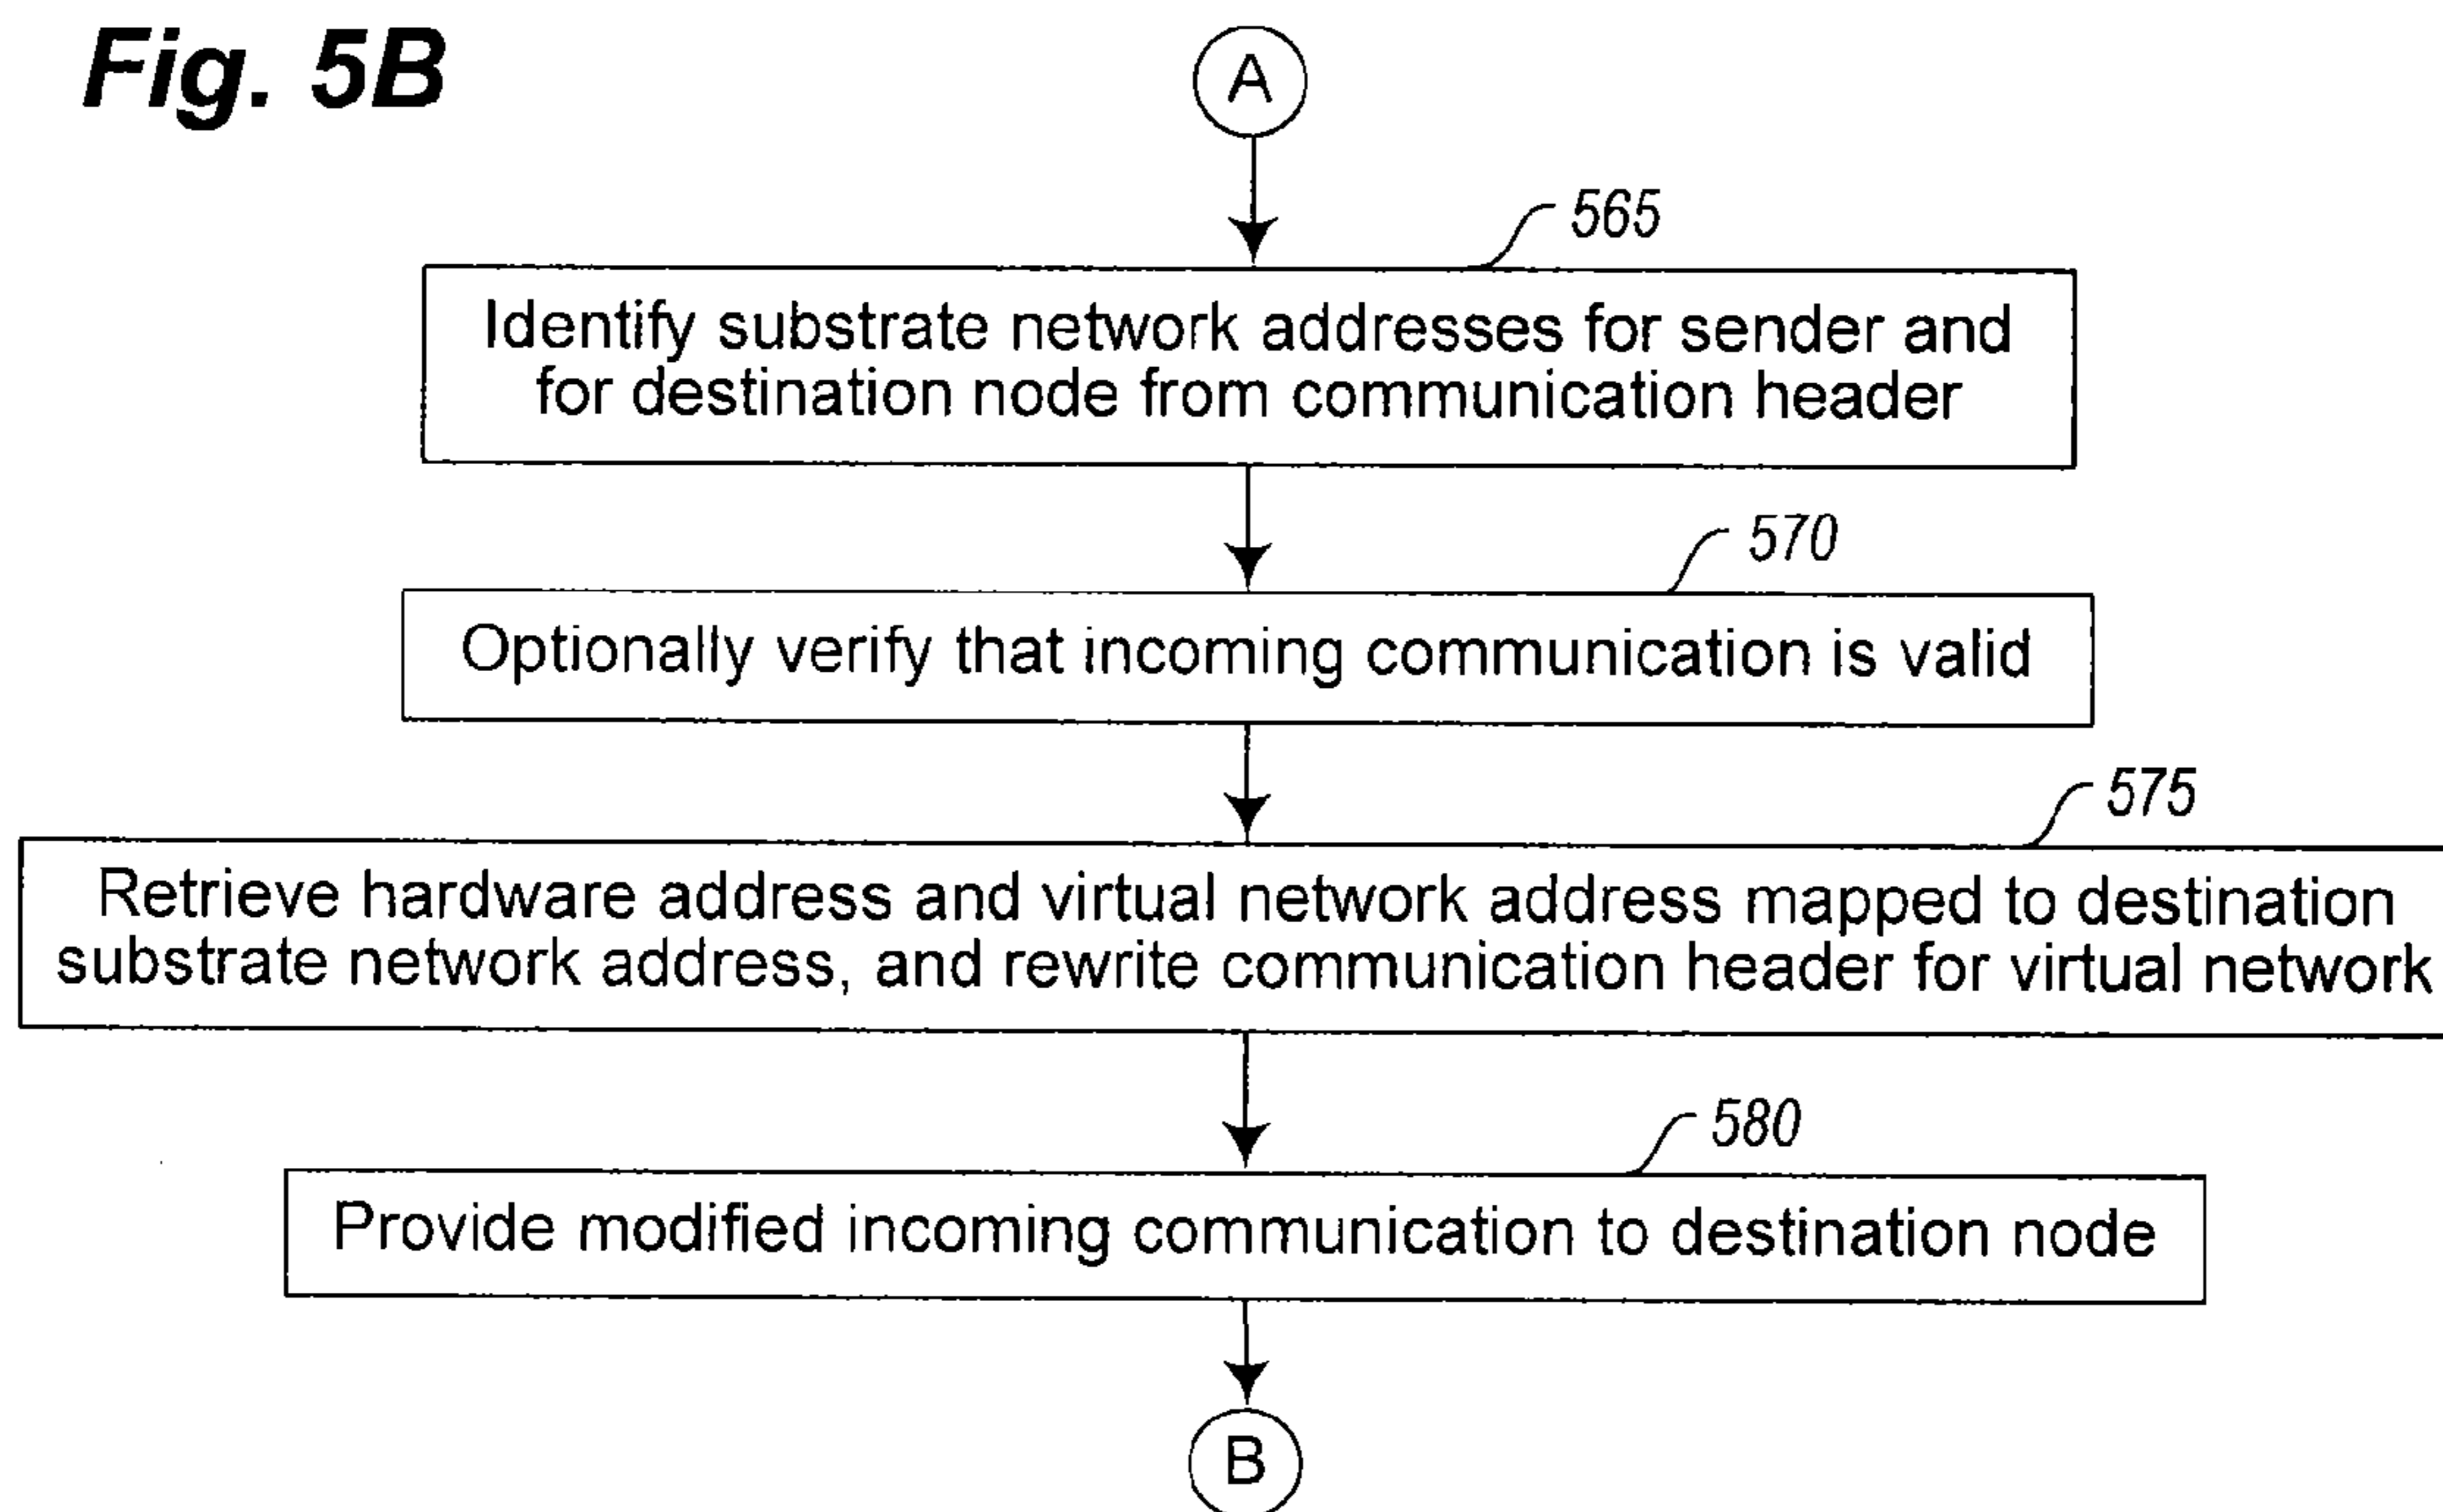 Fig. 5B
A
565
Identify substrate network addresses for sender and
for destination node from communication header
570
Optionally verify that incoming communication is valid
575
Retrieve hardware address and virtual network address mapped to destination
substrate network address, and rewrite communication header for virtual network
580
Provide modified incoming communication to destination node
B